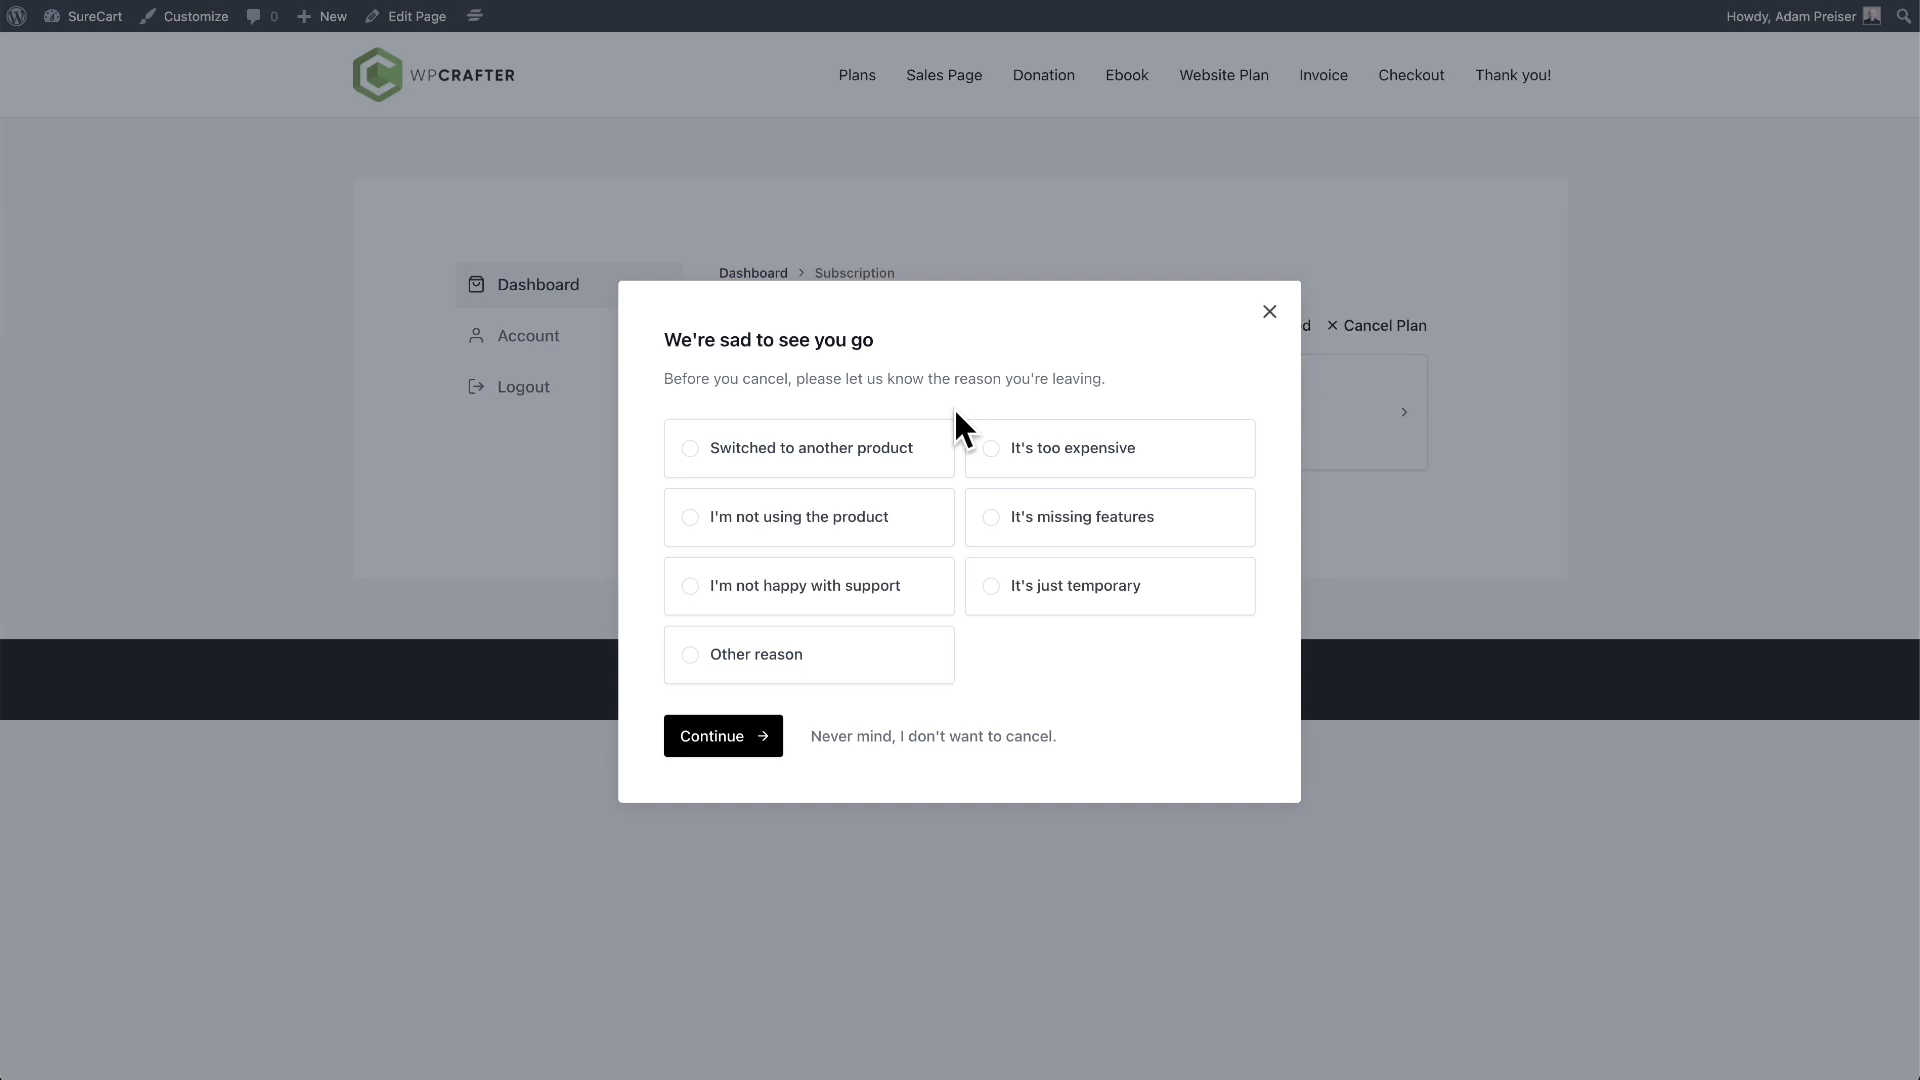 SureCart
Customize
0
New
Edit Page
Howdy, Adam Preiser
WPCRAFTER
Plans
Sales Page
Donation
Ebook
Website Plan
Invoice
Checkout
Thank you!
Dashboard
Account
Logout
Dashboard > Subscription
d
Cancel Plan
We're sad to see you go
Before you cancel, please let us know the reason you're leaving.
Switched to another product
It's too expensive
I'm not using the product
It's missing features
I'm not happy with support
It's just temporary
Other reason
Continue →
Never mind, I don't want to cancel.